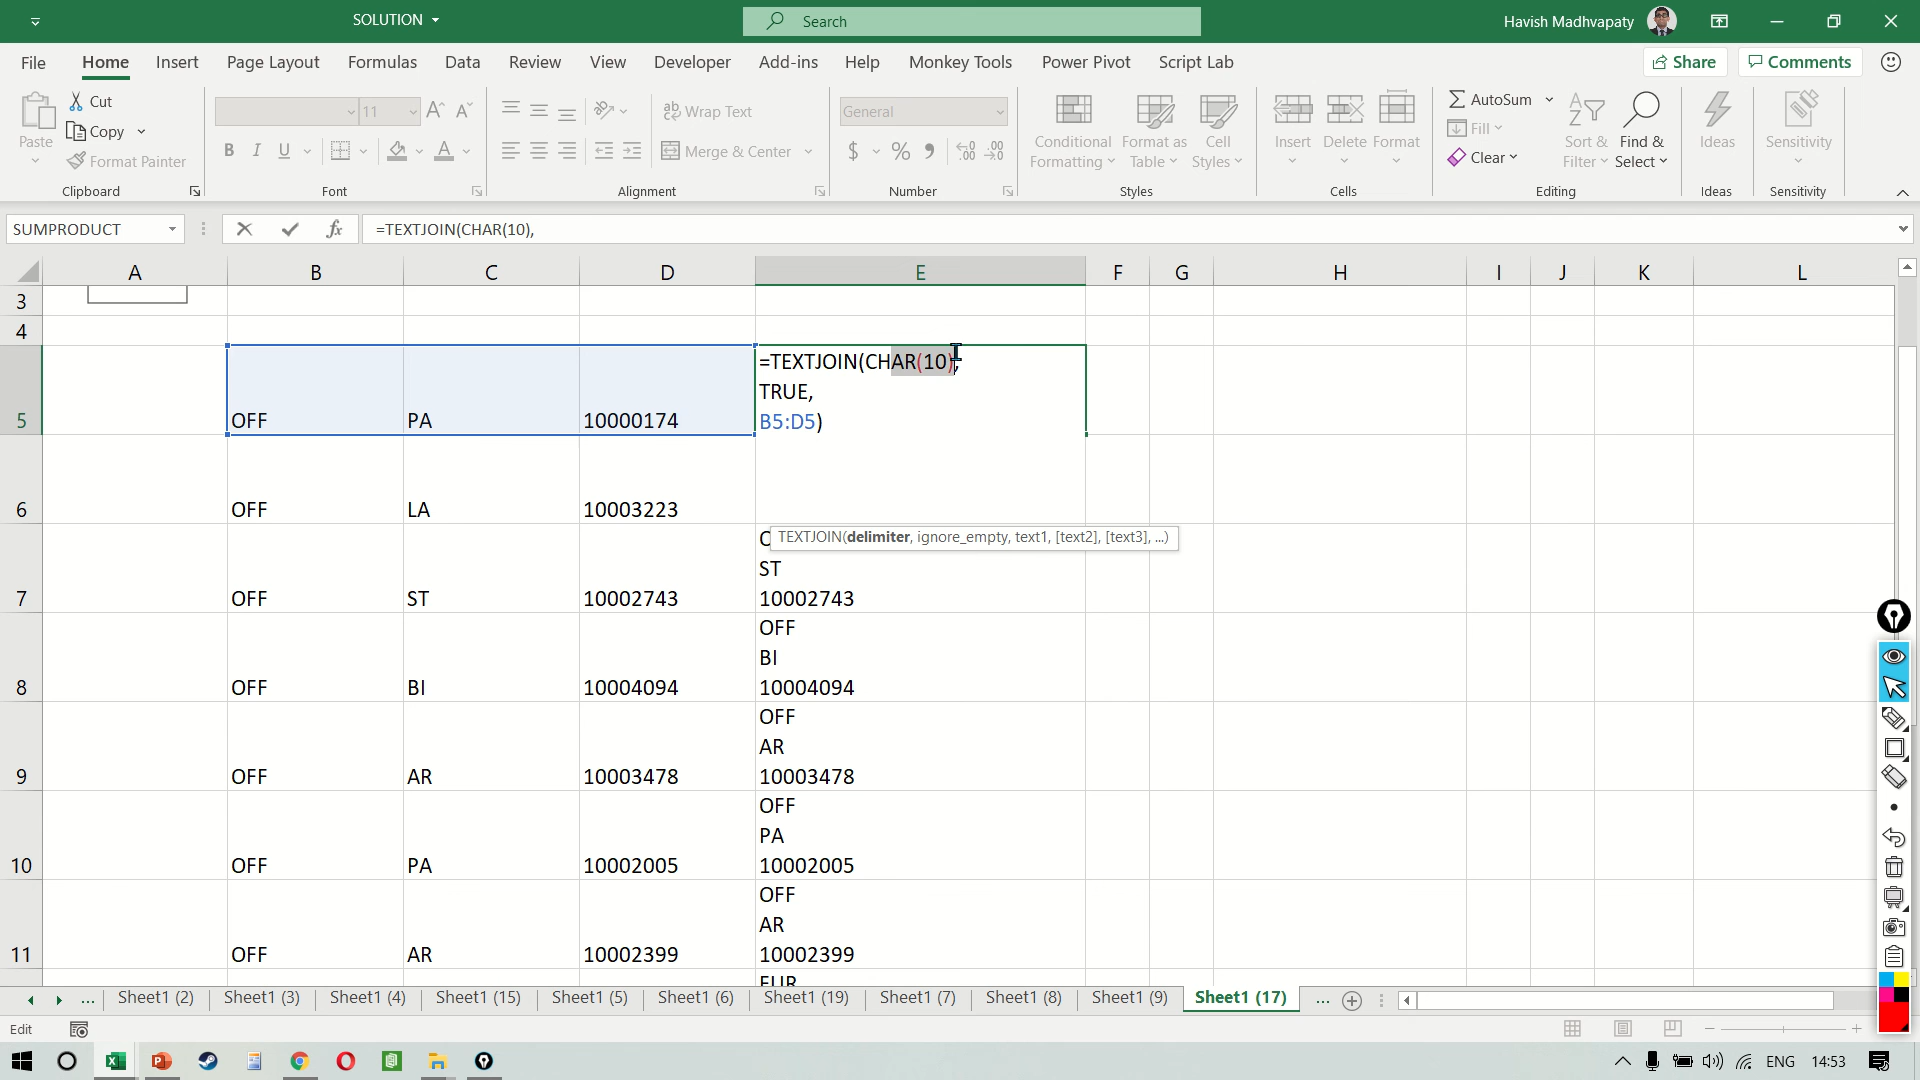 SOLUTION
Search
Havish Madhvapaty
File
Home
Insert
Page Layout
Formulas
Data
Review
View
Developer
Add-ins
Help
Monkey Tools
Power Pivot
Script Lab
Share
Comments
Paste
Cut
Copy
Format Painter
Clipboard
11
B I U
Font
Wrap Text
Merge & Center
Alignment
General
$ % ,
Number
Conditional
Formatting
Format as
Table
Cell
Styles
Styles
Insert
Delete
Format
Cells
AutoSum
Fill
Clear
Sort &
Filter
Find &
Select
Editing
Ideas
Ideas
Sensitivity
Sensitivity
SUMPRODUCT
fx
=TEXTJOIN(CHAR(10),
A B C D E F G H I J K L
3
4
5 OFF PA 10000174
=TEXTJOIN(CHAR(10),
TRUE,
B5:D5)
6 OFF LA 10003223
TEXTJOIN(delimiter, ignore_empty, text1, [text2], [text3], ...)
ST
7 OFF ST 10002743 10002743
OFF
BI
8 OFF BI 10004094 10004094
OFF
AR
9 OFF AR 10003478 10003478
OFF
PA
10 OFF PA 10002005 10002005
OFF
AR
11 OFF AR 10002399 10002399
EUR
... Sheet1 (2) Sheet1 (3) Sheet1 (4) Sheet1 (15) Sheet1 (5) Sheet1 (6) Sheet1 (19) Sheet1 (7) Sheet1 (8) Sheet1 (9) Sheet1 (17) ...
Edit
ENG 14:53